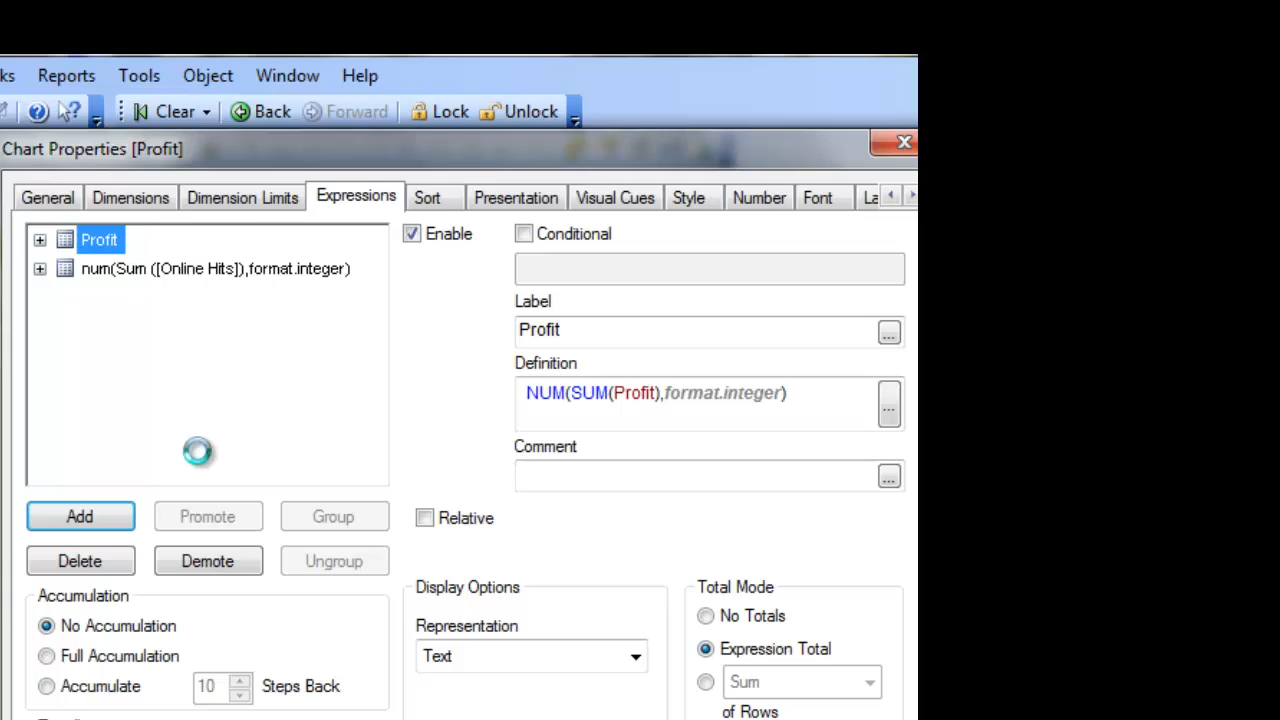 ks Reports Tools Object Window Help
Clear Back Forward Lock Unlock
Chart Properties [Profit]
General Dimensions Dimension Limits Expressions Sort Presentation Visual Cues Style Number Font La
Profit
num(Sum ([Online Hits]),format.integer)
Enable
Conditional
Label
Profit
...
Definition
NUM(SUM(Profit),format.integer)
...
Comment
...
Add Promote Group
Relative
Delete Demote Ungroup
Accumulation
No Accumulation
Full Accumulation
Accumulate 10 Steps Back
Display Options
Representation
Text
Total Mode
No Totals
Expression Total
Sum
of Rows